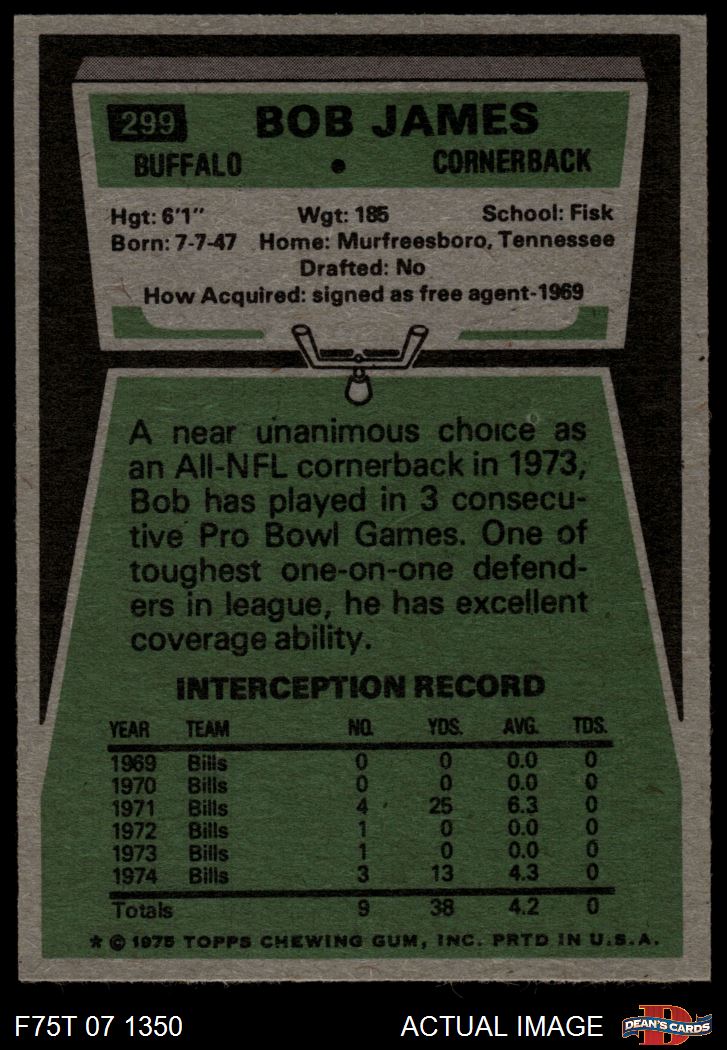 299 BOB JAMES
BUFFALO • CORNERBACK
Hgt: 6'1" Wgt: 185 School: Fisk
Born: 7-7-47 Home: Murfreesboro, Tennessee
Drafted: No
How Acquired: signed as free agent-1969
A near unanimous choice as
an All-NFL cornerback in 1973,
Bob has played in 3 consecu-
tive Pro Bowl Games. One of
toughest one-on-one defend-
ers in league, he has excellent
coverage ability.
INTERCEPTION RECORD
YEAR TEAM NO. YDS. AVG. TDS.
1969 Bills 0 0 0.0 0
1970 Bills 0 0 0.0 0
1971 Bills 4 25 6.3 0
1972 Bills 1 0 0.0 0
1973 Bills 1 0 0.0 0
1974 Bills 3 13 4.3 0
Totals 9 38 4.2 0
* © 1975 TOPPS CHEWING GUM, INC. PRTD IN U.S.A.
F75T 07 1350 ACTUAL IMAGE D DEAN'S CARDS